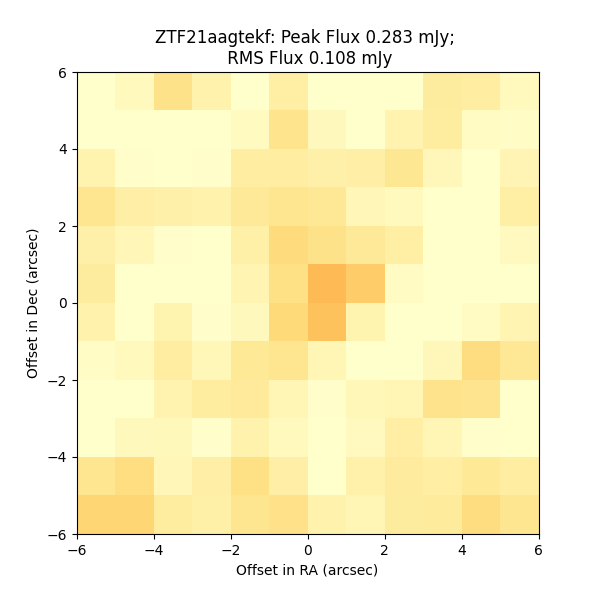 ZTF21aagtekf: Peak Flux 0.283 mJy;
RMS Flux 0.108 mJy
6
4
2
0
−2
−4
−6
Offset in Dec (arcsec)
−6 −4 −2 0 2 4 6
Offset in RA (arcsec)